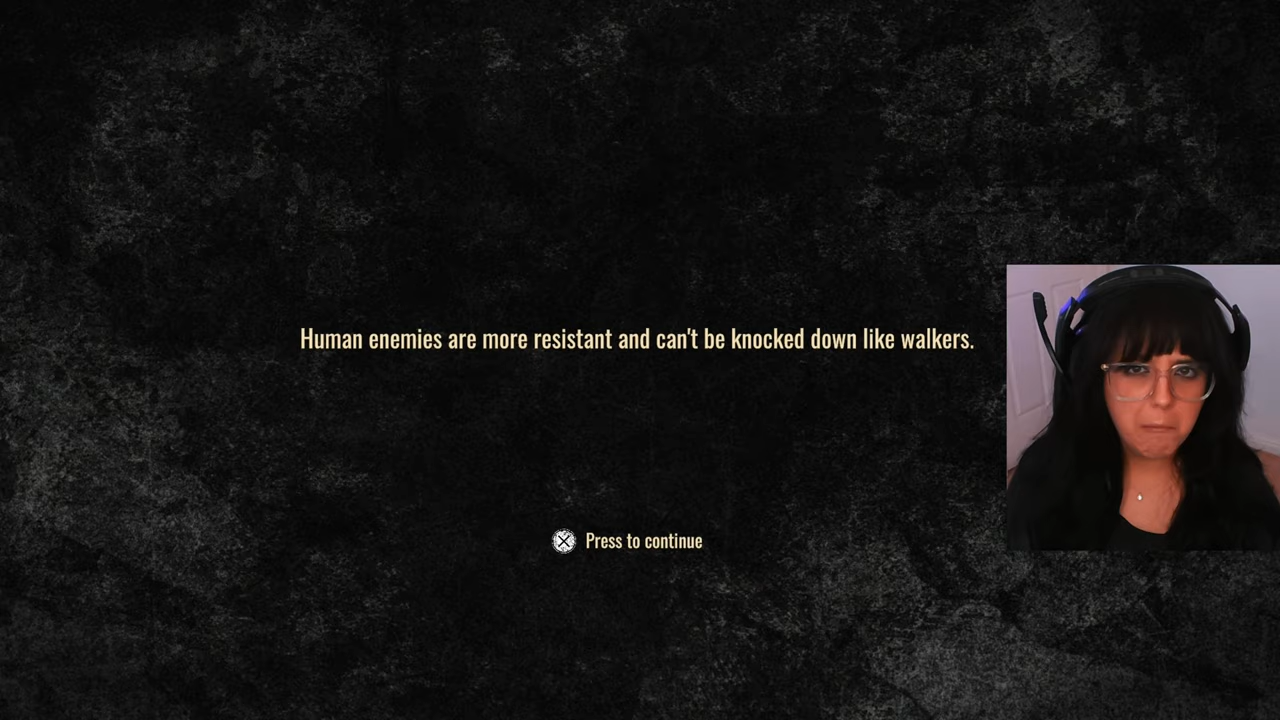 Human enemies are more resistant and can't be knocked down like walkers.
Press to continue